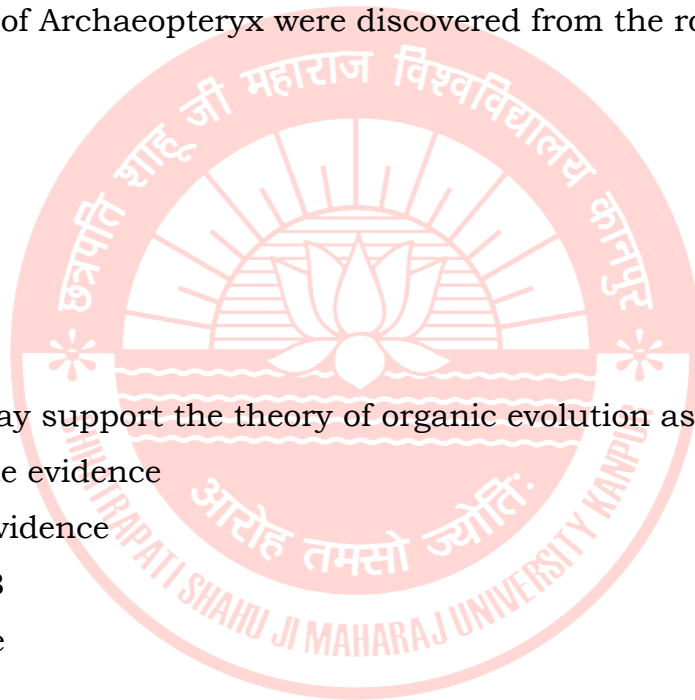 of Archaeopteryx were discovered from the ro
छत्रपति शाहू जी महाराज विश्वविद्यालय कानपुर
ay support the theory of organic evolution as
e evidence
vidence
3
e
आरोह तमसो ज्योतिः
CHHATRAPATI SHAHU JI MAHARAJ UNIVERSITY KANPUR